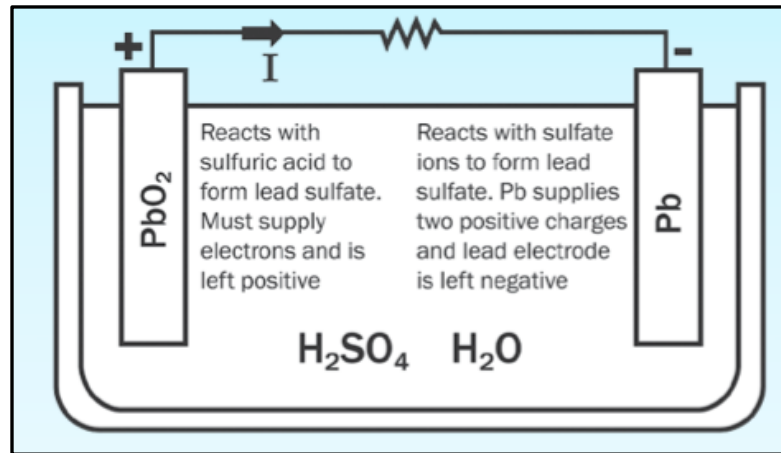 +
-
I
PbO₂
Reacts with
sulfuric acid to
form lead sulfate.
Must supply
electrons and is
left positive
Reacts with sulfate
ions to form lead
sulfate. Pb supplies
two positive charges
and lead electrode
is left negative
Pb
H₂SO₄ H₂O